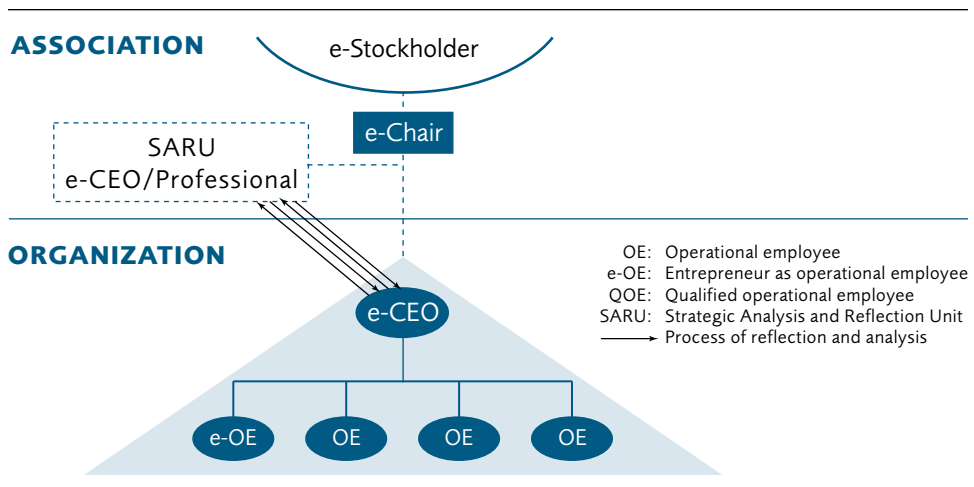 ASSOCIATION
e-Stockholder
e-Chair
SARU
e-CEO/Professional
ORGANIZATION
OE: Operational employee
e-OE: Entrepreneur as operational employee
QOE: Qualified operational employee
SARU: Strategic Analysis and Reflection Unit
Process of reflection and analysis
e-CEO
e-OE
OE
OE
OE